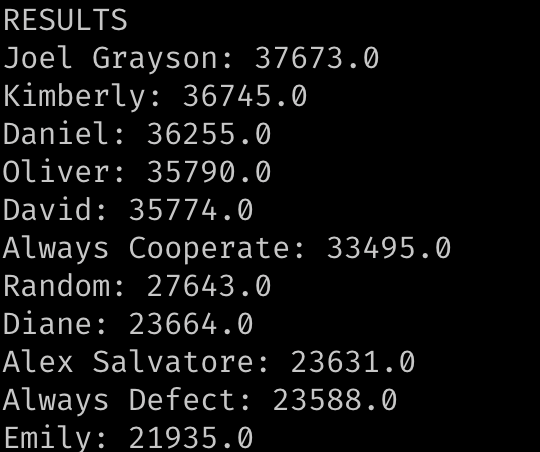 RESULTS
Joel Grayson: 37673.0
Kimberly: 36745.0
Daniel: 36255.0
Oliver: 35790.0
David: 35774.0
Always Cooperate: 33495.0
Random: 27643.0
Diane: 23664.0
Alex Salvatore: 23631.0
Always Defect: 23588.0
Emily: 21935.0